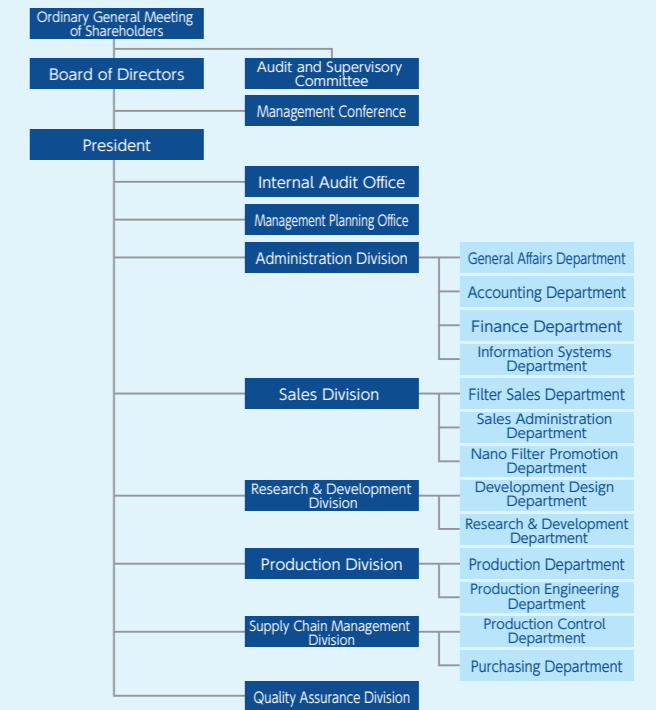 Ordinary General Meeting
of Shareholders
Board of Directors
Audit and Supervisory
Committee
Management Conference
President
Internal Audit Office
Management Planning Office
Administration Division
General Affairs Department
Accounting Department
Finance Department
Information Systems
Department
Sales Division
Filter Sales Department
Sales Administration
Department
Nano Filter Promotion
Department
Research & Development
Division
Development Design
Department
Research & Development
Department
Production Division
Production Department
Production Engineering
Department
Supply Chain Management
Division
Production Control
Department
Purchasing Department
Quality Assurance Division